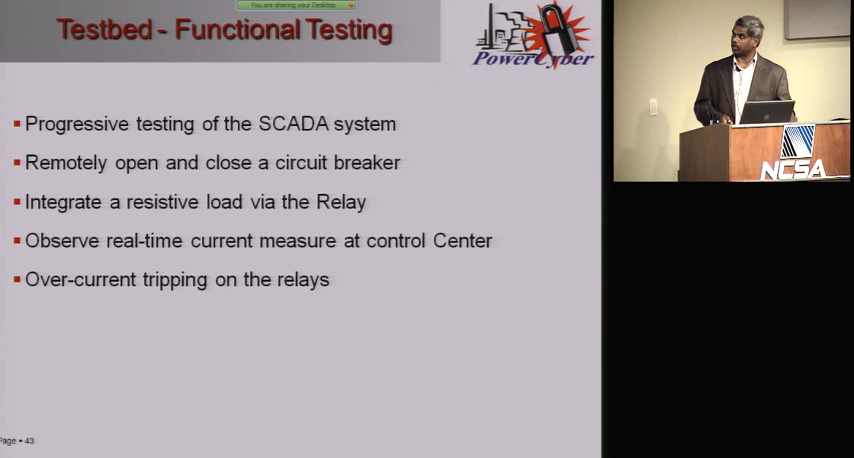 You are sharing your Desktop
Testbed - Functional Testing
PowerCyber
Progressive testing of the SCADA system
Remotely open and close a circuit breaker
Integrate a resistive load via the Relay
Observe real-time current measure at control Center
Over-current tripping on the relays
Page ▪ 43
NCSA